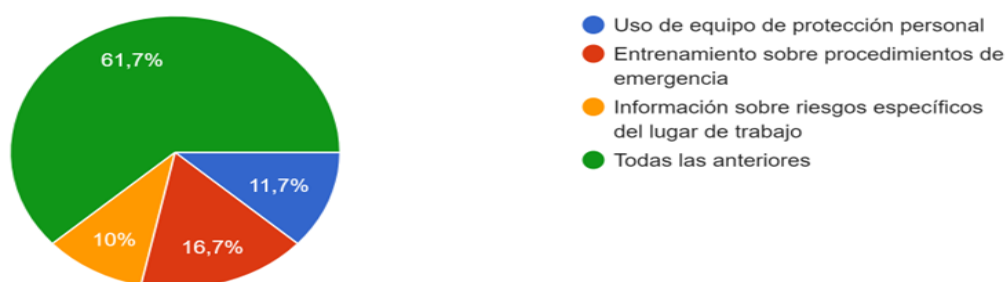 61,7%
11,7%
10%
16,7%
Uso de equipo de protección personal
Entrenamiento sobre procedimientos de
emergencia
Información sobre riesgos específicos
del lugar de trabajo
Todas las anteriores